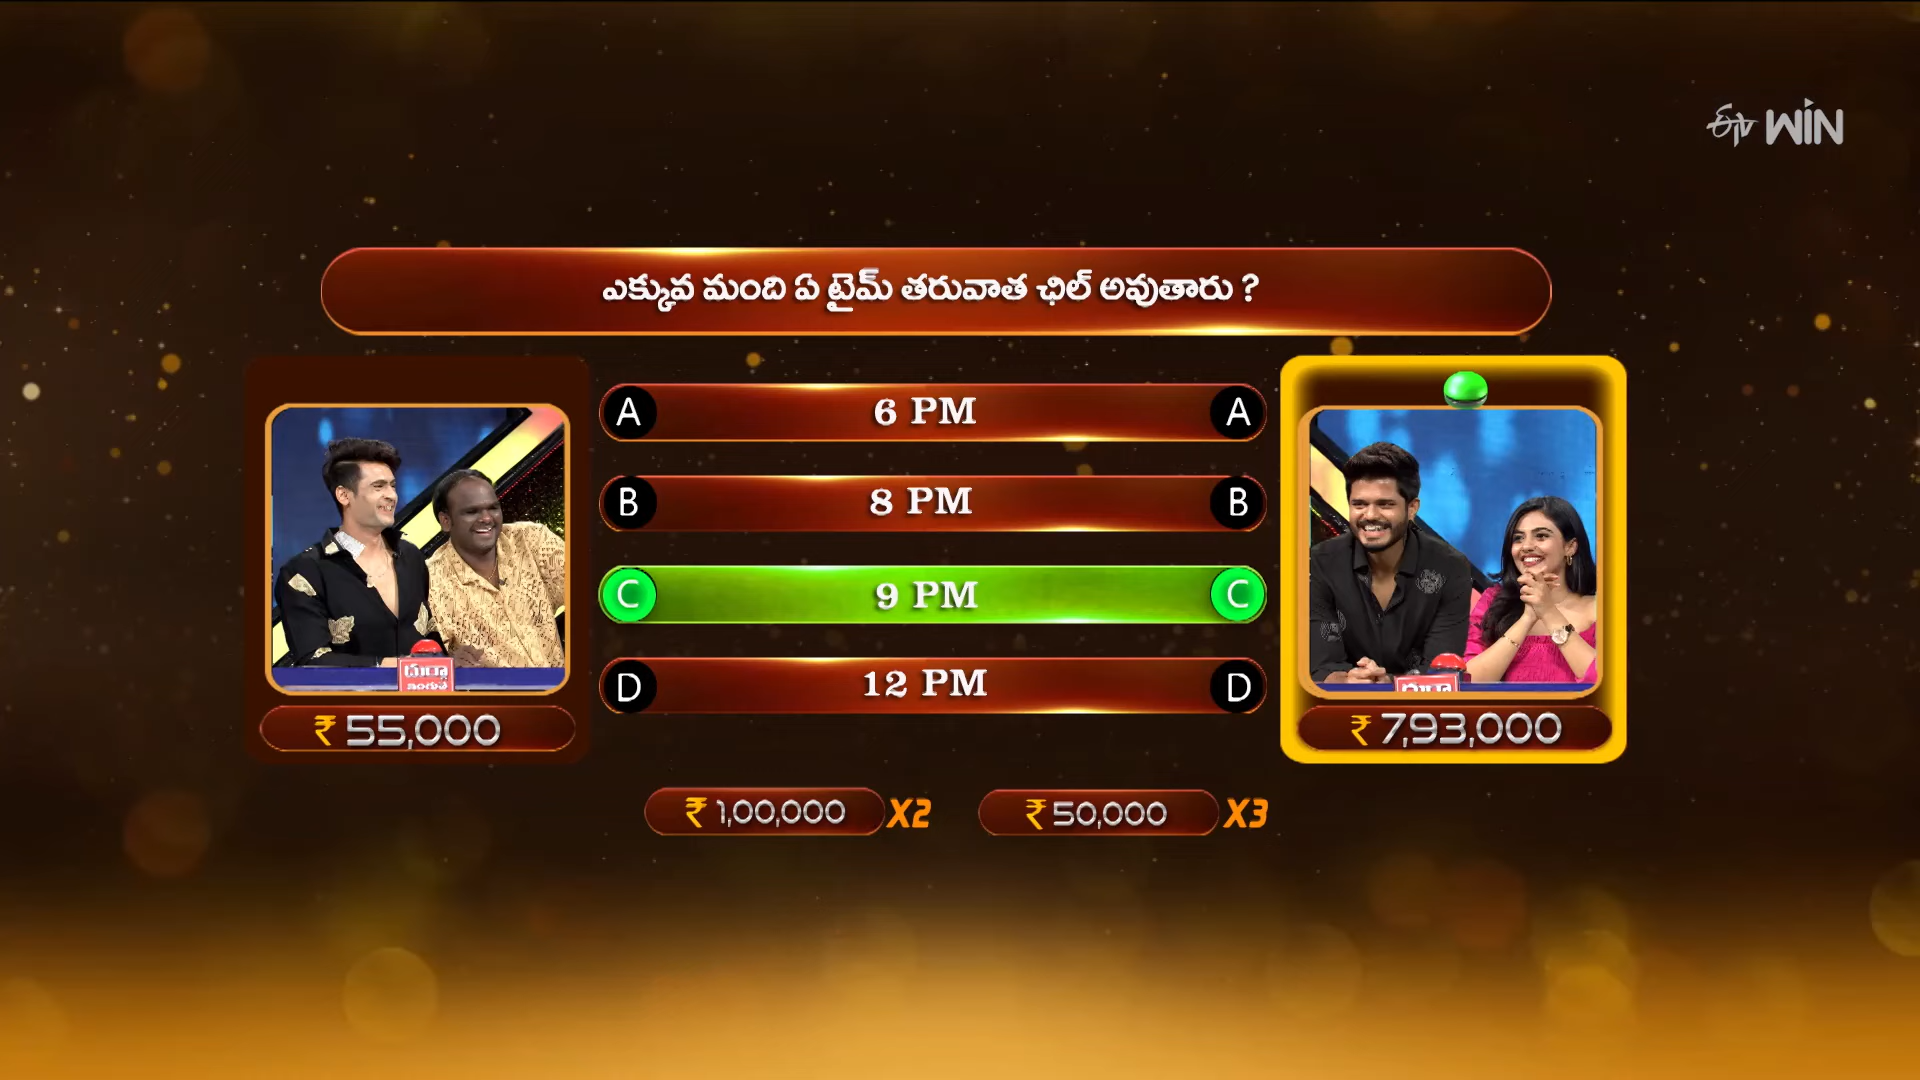 ఈటీv WIN
ఎక్కువ మంది ఏ టైమ్ తరువాత ఛిల్ అవుతారు ?
A 6 PM A
B 8 PM B
C 9 PM C
D 12 PM D
₹ 55,000
₹ 7,93,000
₹ 1,00,000 X2
₹ 50,000 X3